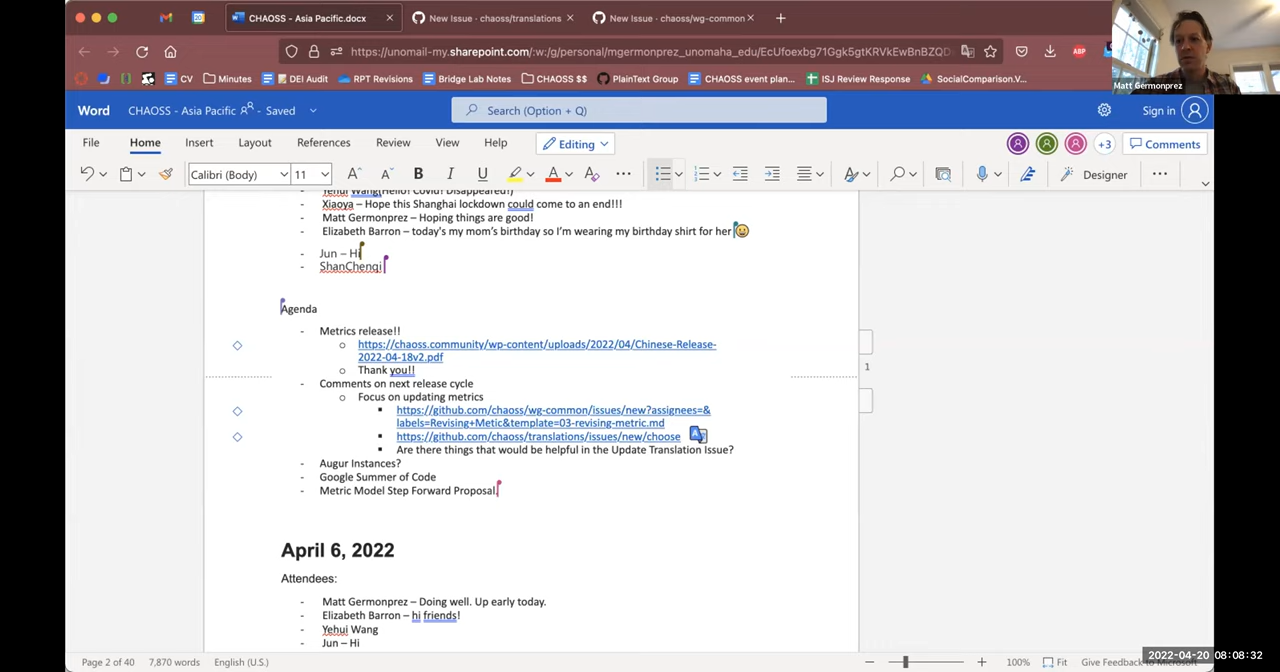 CHAOSS - Asia Pacific.docx
New Issue · chaoss/translations
New Issue · chaoss/wg-common
https://unomail-my.sharepoint.com/:w:/g/personal/mgermonprez_unomaha_edu/EcUfoexbg71Ggk5gtKRVkEwBnBZQD
CV
Minutes
DEI Audit
RPT Revisions
Bridge Lab Notes
CHAOSS $$
PlainText Group
CHAOSS event plan...
ISJ Review Response
SocialComparison.V...
Matt Germonprez
Word
CHAOSS - Asia Pacific - Saved
Search (Option + Q)
Sign in
File Home Insert Layout References Review View Help Editing
+3
Comments
Calibri (Body) 11
Designer
- Yehui Wang(Hello! Covid! Disappeared!)
- Xiaoya – Hope this Shanghai lockdown could come to an end!!!
- Matt Germonprez – Hoping things are good!
- Elizabeth Barron – today's my mom's birthday so I'm wearing my birthday shirt for her 😀
- Jun – Hi
- ShanChenqi
Agenda
- Metrics release!!
o https://chaoss.community/wp-content/uploads/2022/04/Chinese-Release-
2022-04-18v2.pdf
o Thank you!!
- Comments on next release cycle
o Focus on updating metrics
▪ https://github.com/chaoss/wg-common/issues/new?assignees=&
labels=Revising+Metic&template=03-revising-metric.md
▪ https://github.com/chaoss/translations/issues/new/choose
▪ Are there things that would be helpful in the Update Translation Issue?
- Augur Instances?
- Google Summer of Code
- Metric Model Step Forward Proposal.
1
April 6, 2022
Attendees:
- Matt Germonprez – Doing well. Up early today.
- Elizabeth Barron – hi friends!
- Yehui Wang
- Jun – Hi
Page 2 of 40
7,870 words
English (U.S.)
100%
Fit
Give Feedback to
2022-04-20 08:08:32